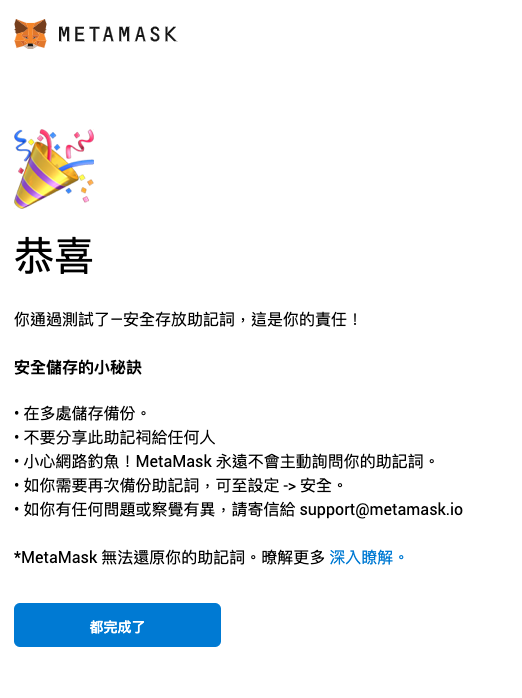 METAMASK
恭喜
你通過測試了－安全存放助記詞，這是你的責任！
安全儲存的小秘訣
• 在多處儲存備份。
• 不要分享此助記祠給任何人
• 小心網路釣魚！MetaMask 永遠不會主動詢問你的助記詞。
• 如你需要再次備份助記詞，可至設定 -> 安全。
• 如你有任何問題或察覺有異，請寄信給 support@metamask.io
*MetaMask 無法還原你的助記詞。暸解更多 深入瞭解。
都完成了